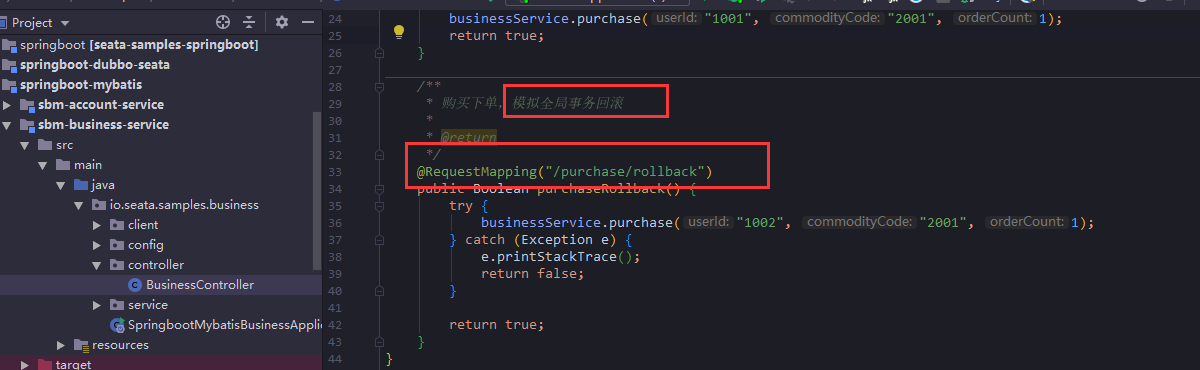 Project
springboot [seata-samples-springboot]
springboot-dubbo-seata
springboot-mybatis
sbm-account-service
sbm-business-service
src
main
java
io.seata.samples.business
client
config
controller
BusinessController
service
SpringbootMybatisBusinessApplic
resources
target
24 businessService.purchase( userId: "1001", commodityCode: "2001", orderCount: 1);
25 return true;
26 }
27
28 /**
29 * 购买下单，模拟全局事务回滚
30 *
31 * @return
32 */
33 @RequestMapping("/purchase/rollback")
34 public Boolean purchaseRollback() {
35 try {
36 businessService.purchase( userId: "1002", commodityCode: "2001", orderCount: 1);
37 } catch (Exception e) {
38 e.printStackTrace();
39 return false;
40 }
41
42 return true;
43 }
44 }